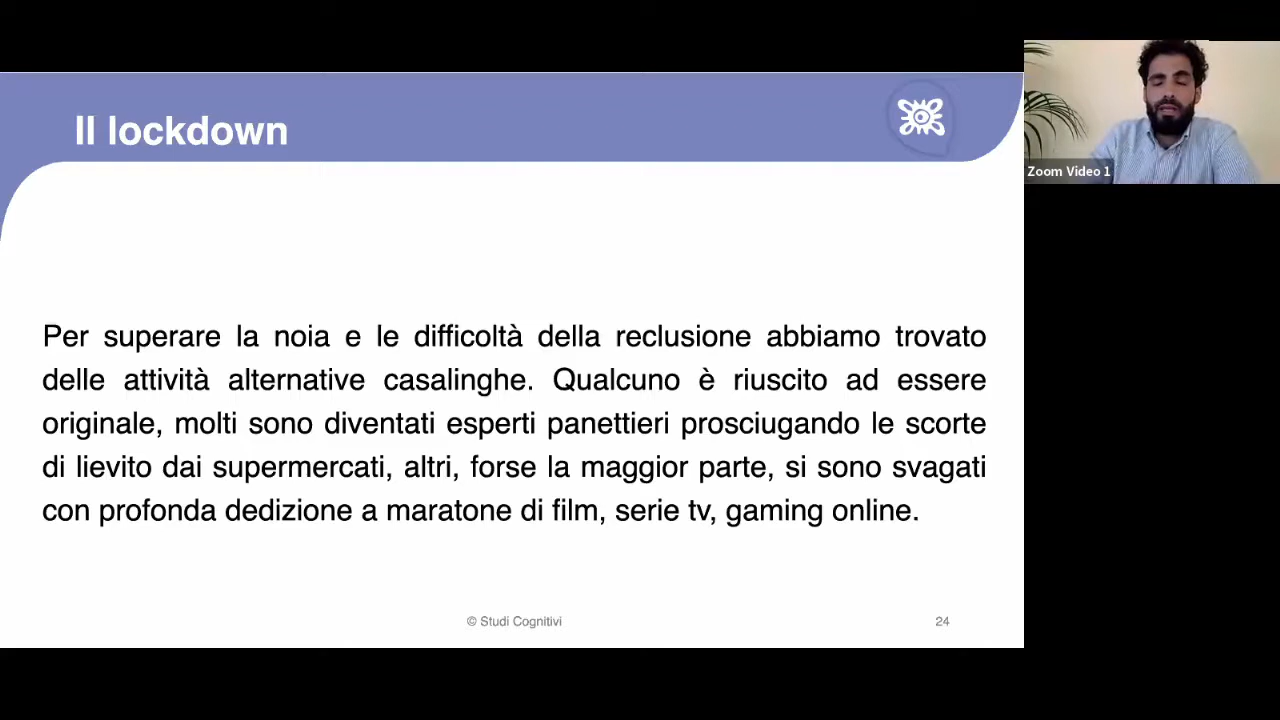 Il lockdown
Zoom Video 1
Per superare la noia e le difficoltà della reclusione abbiamo trovato
delle attività alternative casalinghe. Qualcuno è riuscito ad essere
originale, molti sono diventati esperti panettieri prosciugando le scorte
di lievito dai supermercati, altri, forse la maggior parte, si sono svagati
con profonda dedizione a maratone di film, serie tv, gaming online.
© Studi Cognitivi
24